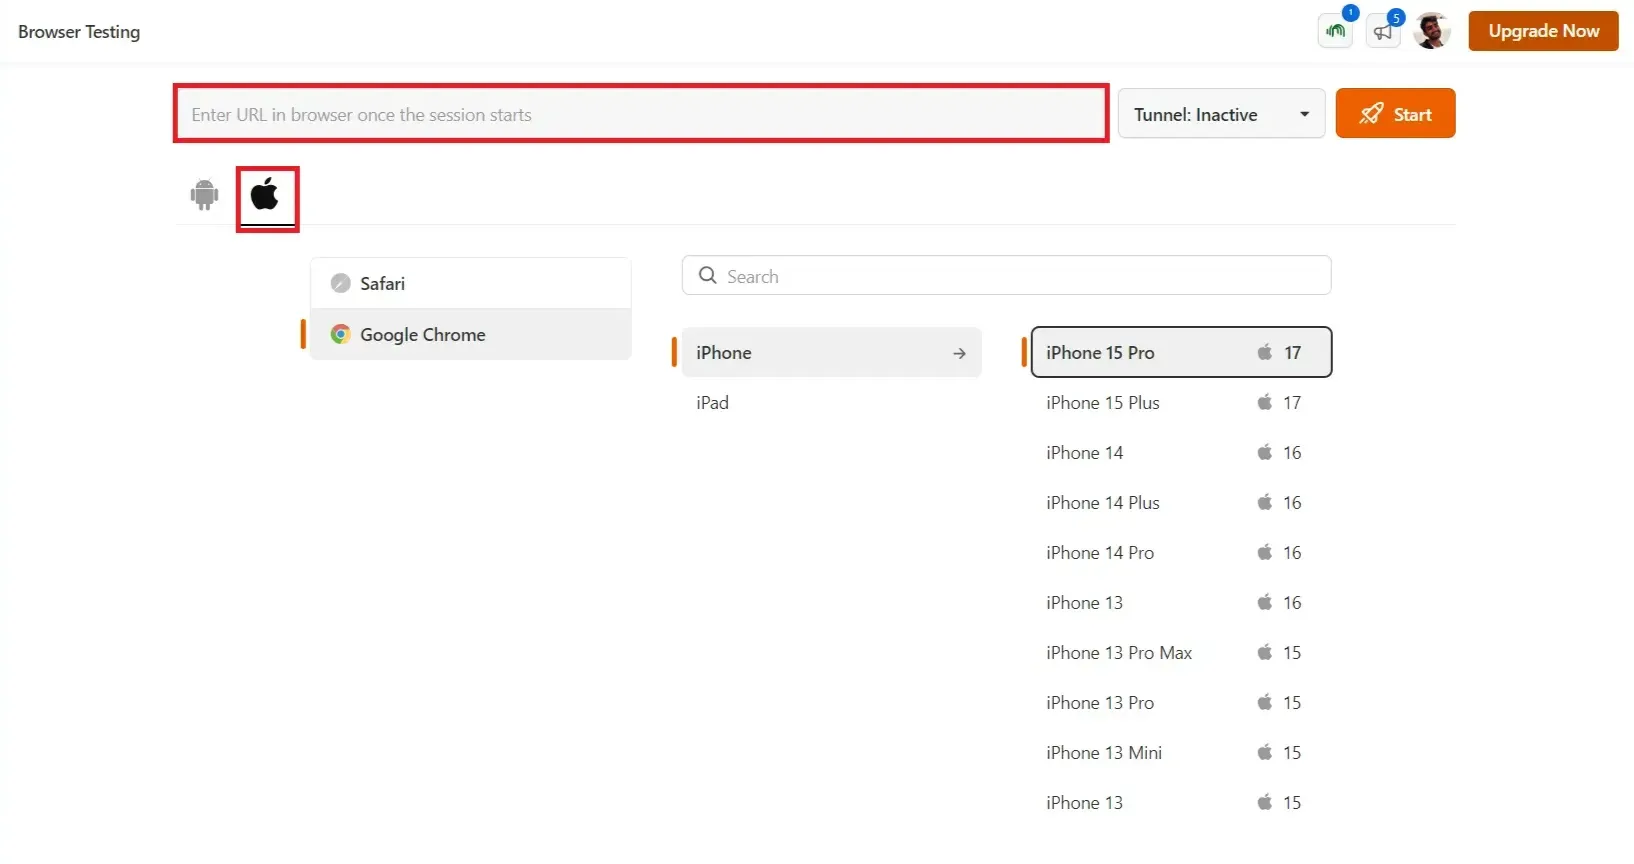 Browser Testing
1
5
Upgrade Now
Enter URL in browser once the session starts
Tunnel: Inactive
Start
Safari
Google Chrome
Search
iPhone
iPad
iPhone 15 Pro 17
iPhone 15 Plus 17
iPhone 14 16
iPhone 14 Plus 16
iPhone 14 Pro 16
iPhone 13 16
iPhone 13 Pro Max 15
iPhone 13 Pro 15
iPhone 13 Mini 15
iPhone 13 15